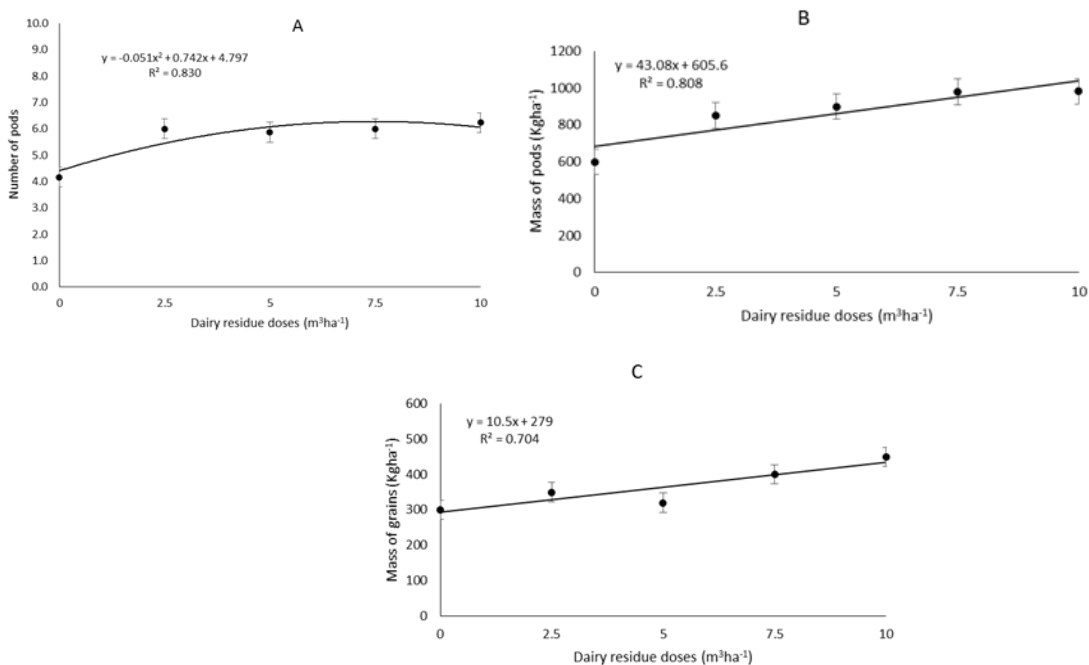 A
y = -0.051x² + 0.742x + 4.797
R² = 0.830
Number of pods
10.0
9.0
8.0
7.0
6.0
5.0
4.0
3.0
2.0
1.0
0.0
0 2.5 5 7.5 10
Dairy residue doses (m³ha⁻¹)
B
y = 43.08x + 605.6
R² = 0.808
Mass of pods (Kgha⁻¹)
1200
1000
800
600
400
200
0
0 2.5 5 7.5 10
Dairy residue doses (m³ha⁻¹)
C
y = 10.5x + 279
R² = 0.704
Mass of grains (Kgha⁻¹)
600
500
400
300
200
100
0
0 2.5 5 7.5 10
Dairy residue doses (m³ha⁻¹)